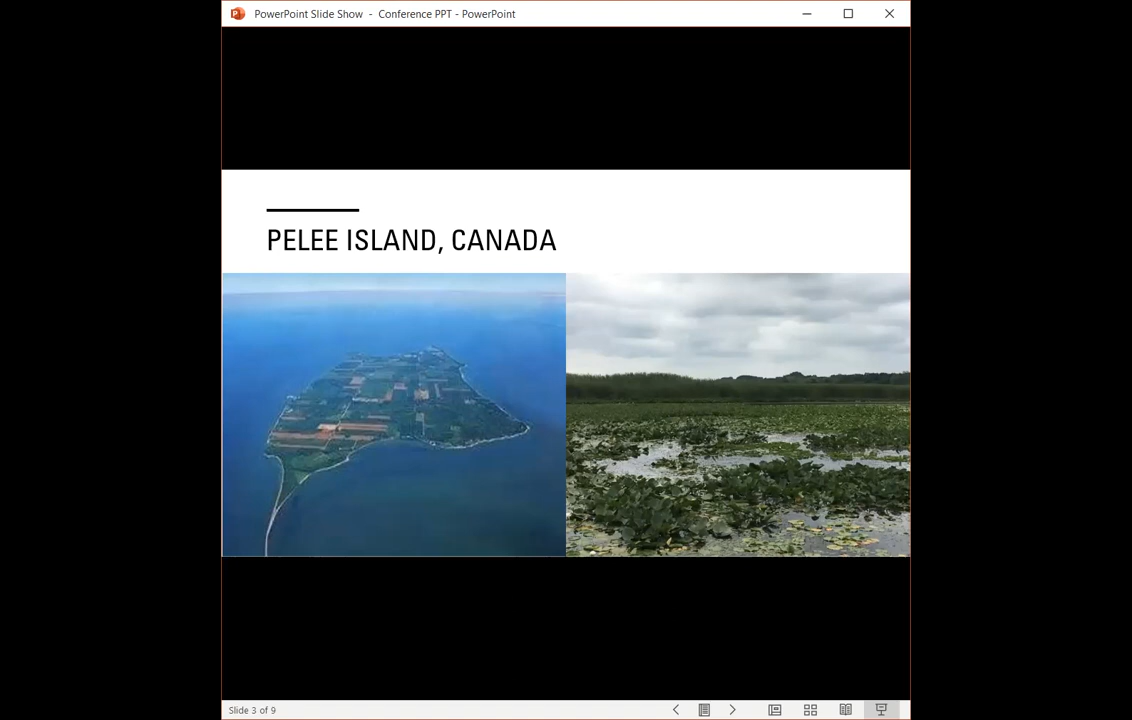 PowerPoint Slide Show - Conference PPT - PowerPoint
PELEE ISLAND, CANADA
Slide 3 of 9